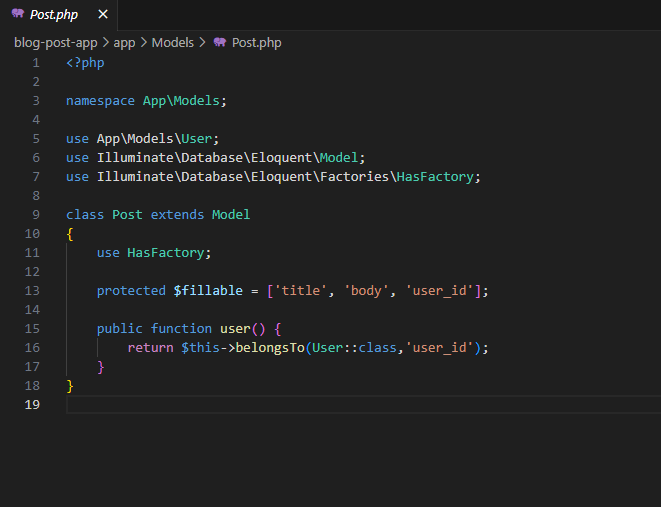 Post.php ×
blog-post-app > app > Models > Post.php
1 <?php
2
3 namespace App\Models;
4
5 use App\Models\User;
6 use Illuminate\Database\Eloquent\Model;
7 use Illuminate\Database\Eloquent\Factories\HasFactory;
8
9 class Post extends Model
10 {
11     use HasFactory;
12
13     protected $fillable = ['title', 'body', 'user_id'];
14
15     public function user() {
16         return $this->belongsTo(User::class,'user_id');
17     }
18 }
19